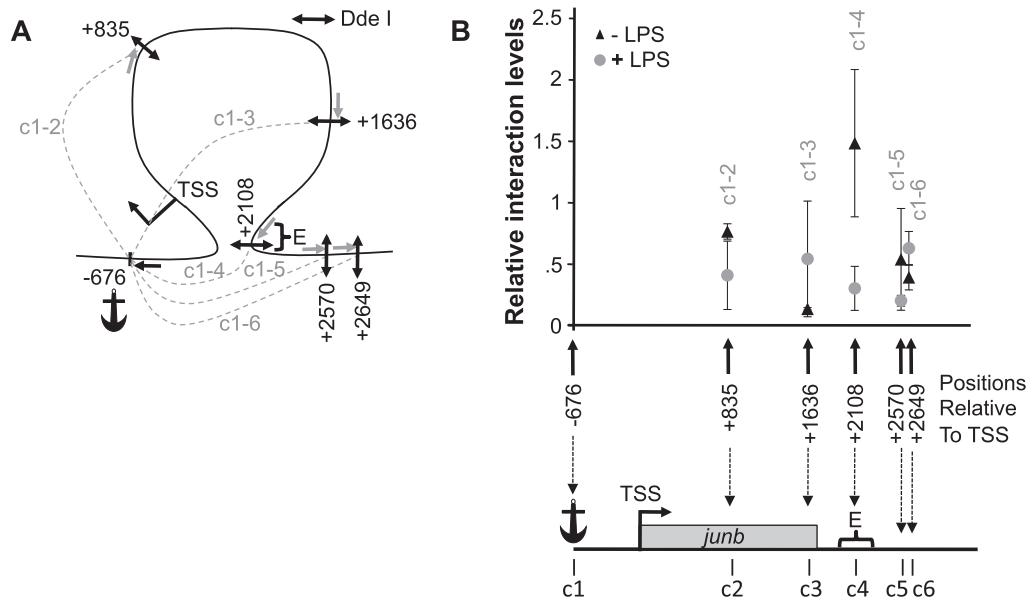 A
Dde I
+835
c1-2
c1-3
+1636
TSS
+2108
E
-676
c1-4
c1-5
c1-6
+2570
+2649
B
Relative interaction levels
2.5
2
1.5
1
.5
0
- LPS
+ LPS
c1-2
c1-3
c1-4
c1-5
c1-6
-676
+835
+1636
+2108
+2570
+2649
Positions
Relative
To TSS
TSS
junb
E
c1
c2
c3
c4
c5
c6